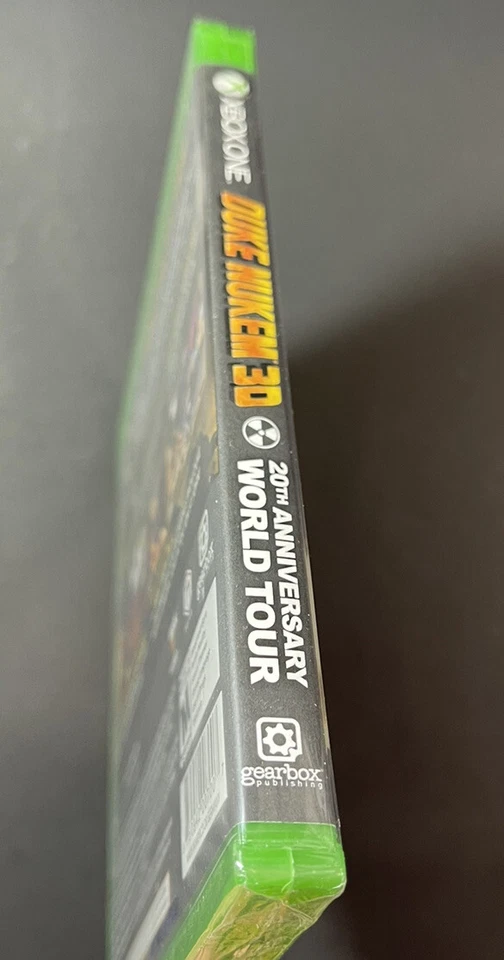 XBOX ONE
DUKE NUKEM 3D
20TH ANNIVERSARY
WORLD TOUR
gearbox
publishing